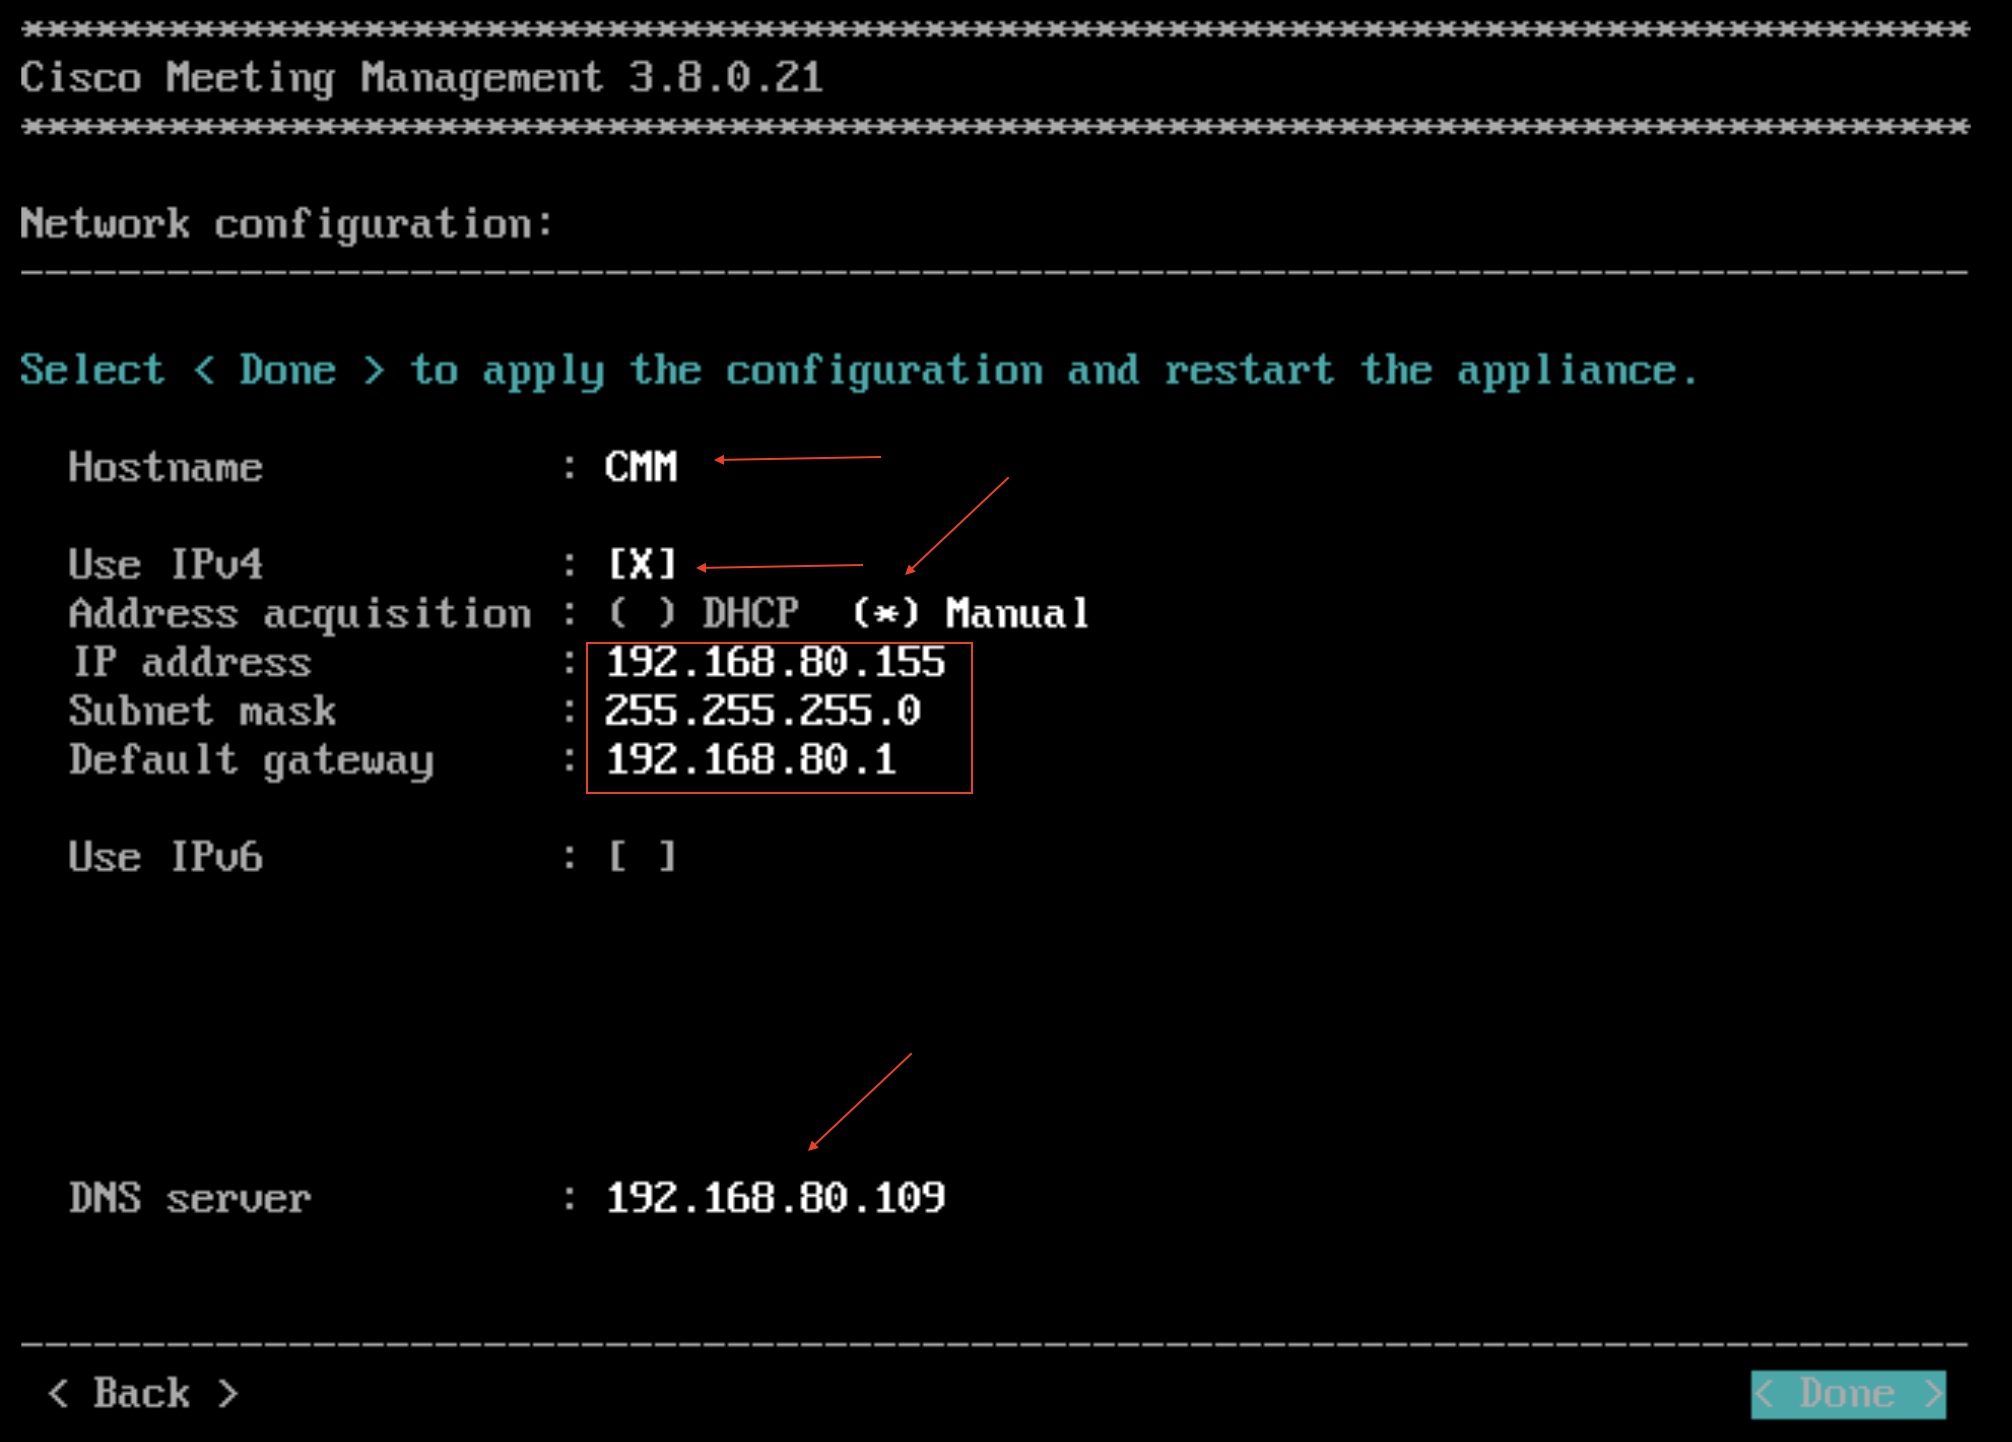 ********************************************************************************
Cisco Meeting Management 3.8.0.21
********************************************************************************
Network configuration:
--------------------------------------------------------------------------------
Select < Done > to apply the configuration and restart the appliance.
Hostname : CMM
Use IPv4 : [X]
Address acquisition : ( ) DHCP (*) Manual
IP address : 192.168.80.155
Subnet mask : 255.255.255.0
Default gateway : 192.168.80.1
Use IPv6 : [ ]
DNS server : 192.168.80.109
--------------------------------------------------------------------------------
< Back > < Done >